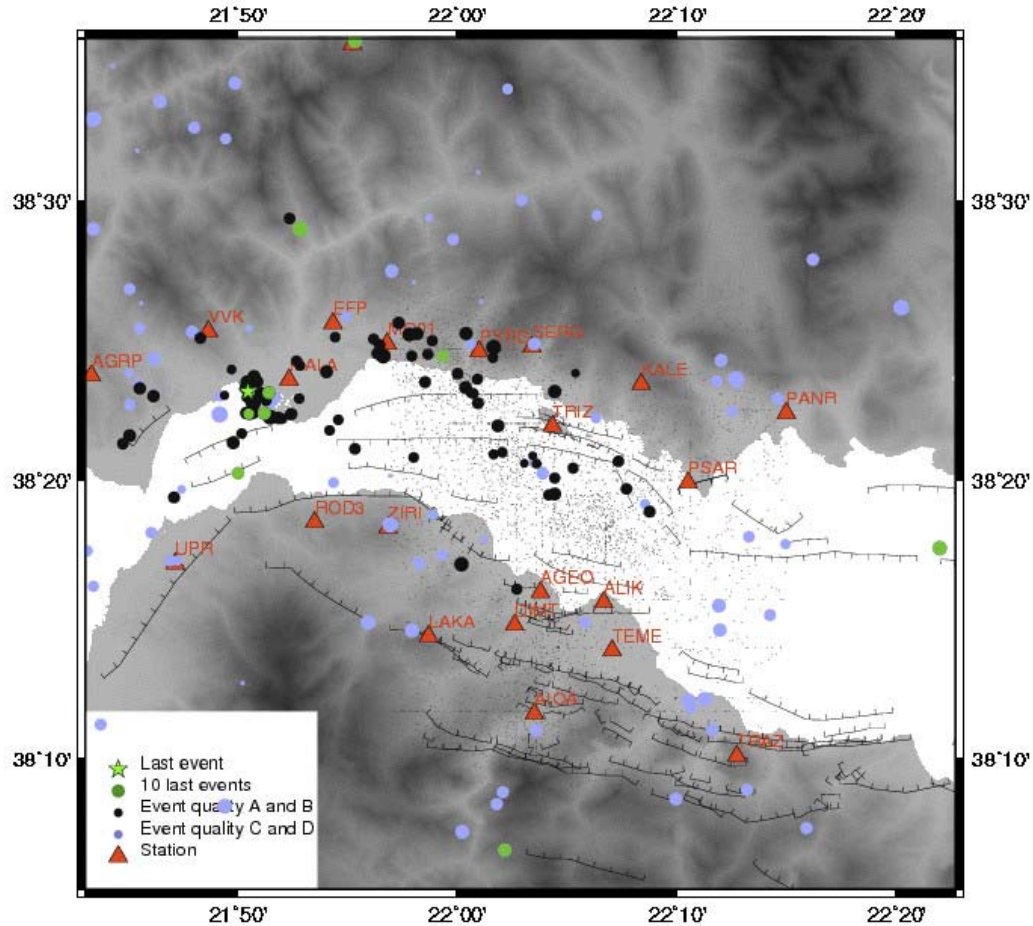 21˚50' 22˚00' 22˚10' 22˚20'
38˚30' 38˚30'
EFP
VVK
PYRG SERG
AGRP
KALE
PANR
TRIZ
38˚20' PSAR 38˚20'
ROD3 ZIRI
UPR
AGEO ALIK
LAKA
TEME
AIOA
38˚10' 38˚10'
Last event
10 last events
Event quality A and B
Event quality C and D
Station
21˚50' 22˚00' 22˚10' 22˚20'